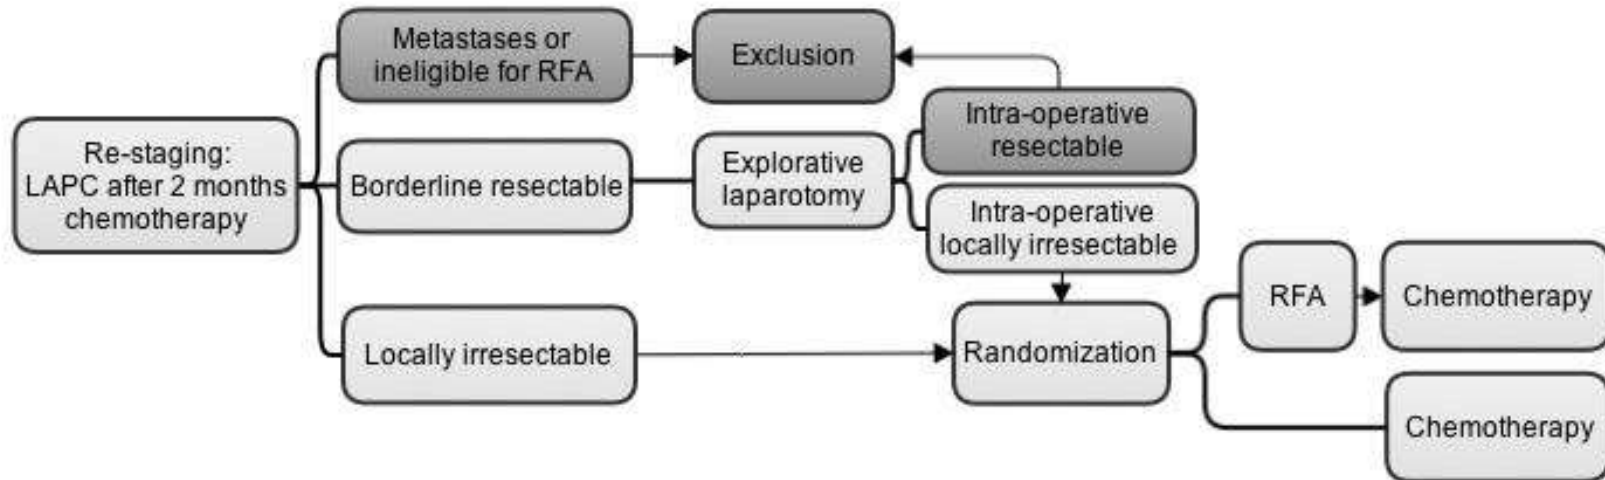 Metastases or
ineligible for RFA
Exclusion
Intra-operative
resectable
Re-staging:
LAPC after 2 months
chemotherapy
Borderline resectable
Explorative
laparotomy
Intra-operative
locally irresectable
RFA
Chemotherapy
Locally irresectable
Randomization
Chemotherapy